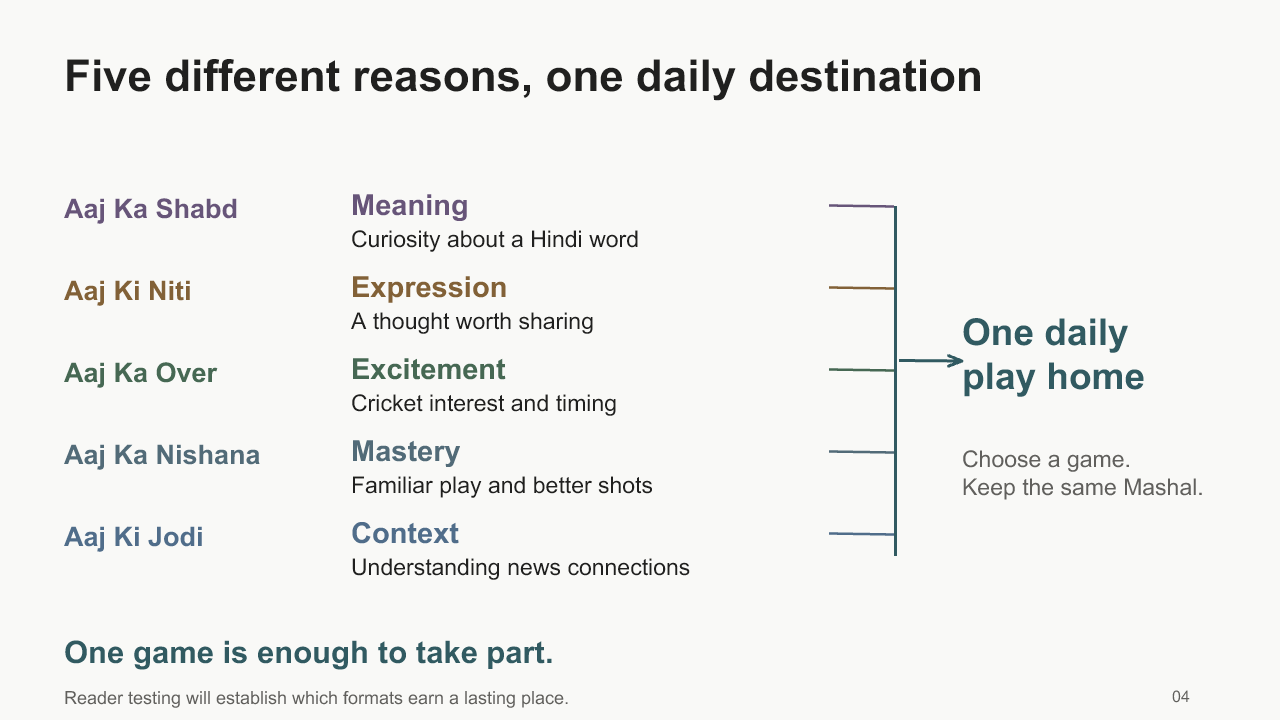 Five different reasons, one daily destination
Aaj Ka Shabd
Meaning
Curiosity about a Hindi word
Aaj Ki Niti
Expression
A thought worth sharing
Aaj Ka Over
Excitement
Cricket interest and timing
Aaj Ka Nishana
Mastery
Familiar play and better shots
Aaj Ki Jodi
Context
Understanding news connections
One daily
play home
Choose a game.
Keep the same Mashal.
One game is enough to take part.
Reader testing will establish which formats earn a lasting place.
04